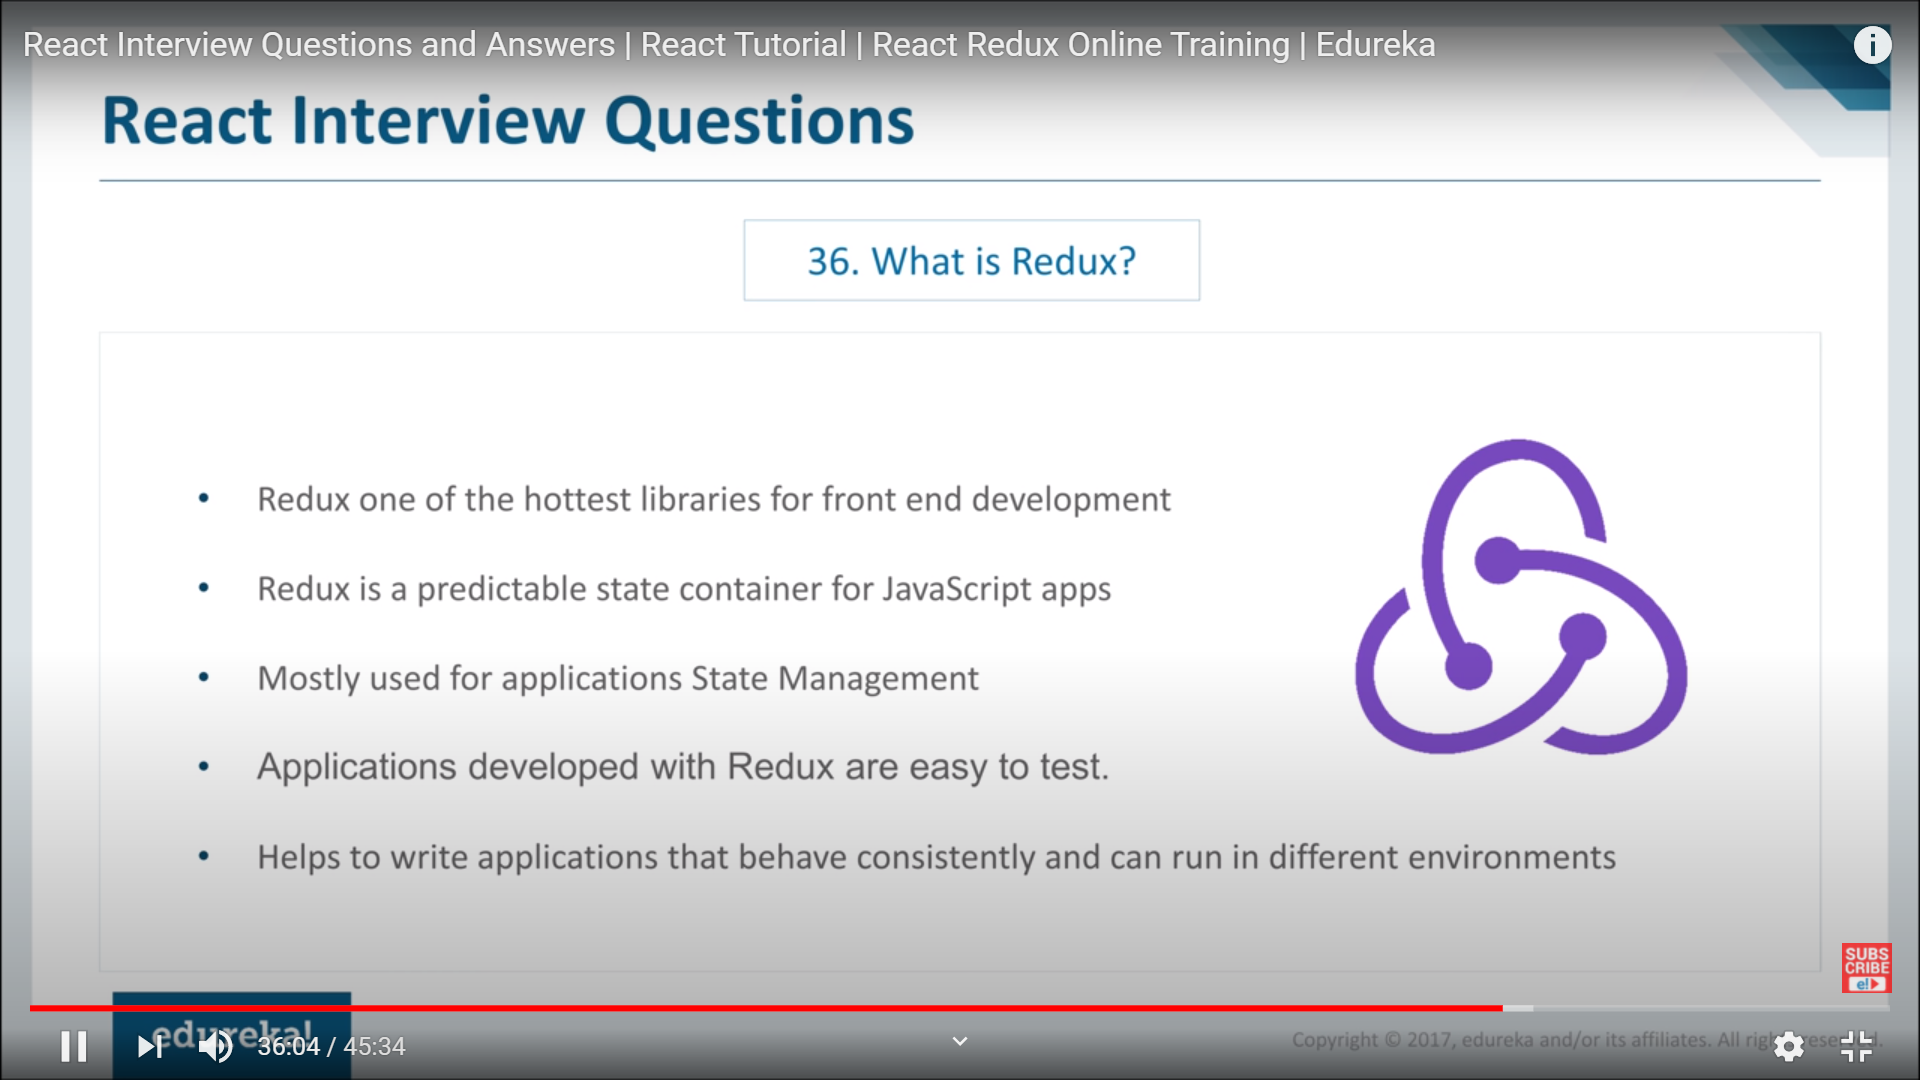 React Interview Questions and Answers | React Tutorial | React Redux Online Training | Edureka
React Interview Questions
36. What is Redux?
• Redux one of the hottest libraries for front end development
• Redux is a predictable state container for JavaScript apps
• Mostly used for applications State Management
• Applications developed with Redux are easy to test.
• Helps to write applications that behave consistently and can run in different environments
SUBS
CRIBE
e!
edureka!
36:04 / 45:34
Copyright © 2017, edureka and/or its affiliates. All rights reserved.